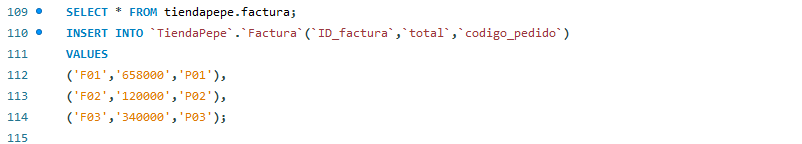 109 SELECT * FROM tiendapepe.factura;
110 INSERT INTO `TiendaPepe`.`Factura`(`ID_factura`,`total`,`codigo_pedido`)
111 VALUES
112 ('F01','658000','P01'),
113 ('F02','120000','P02'),
114 ('F03','340000','P03');
115